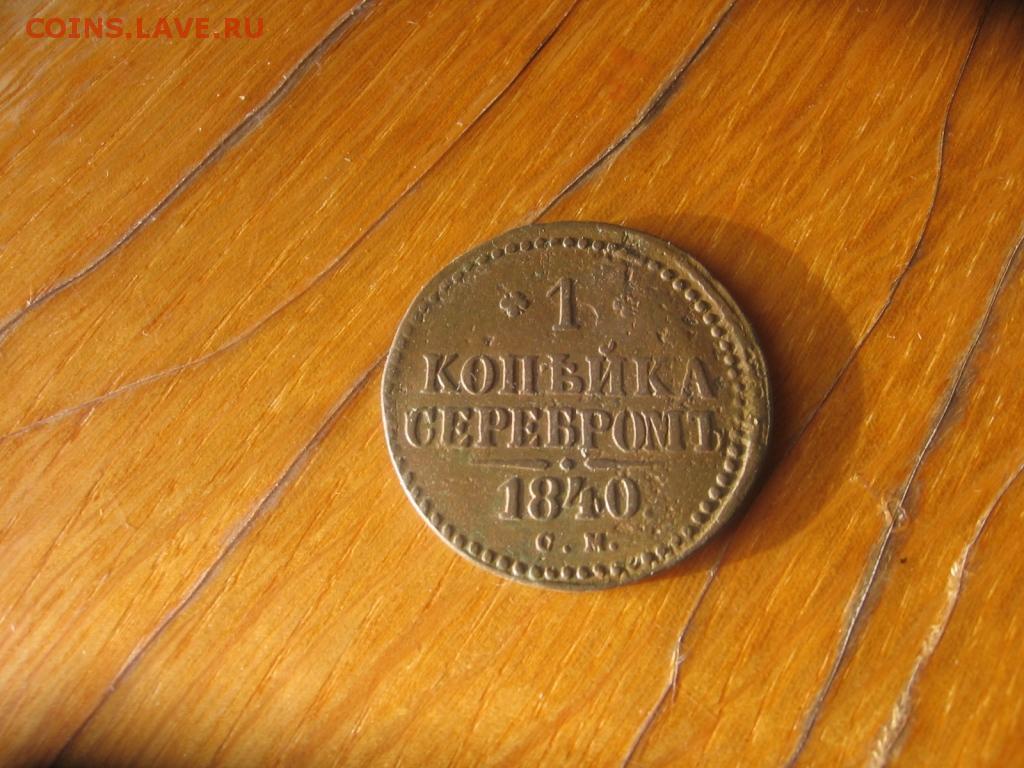 COINS.LAVE.RU
* 1 *
КОПѢЙКА
СЕРЕБРОМЪ
1840
С. М.